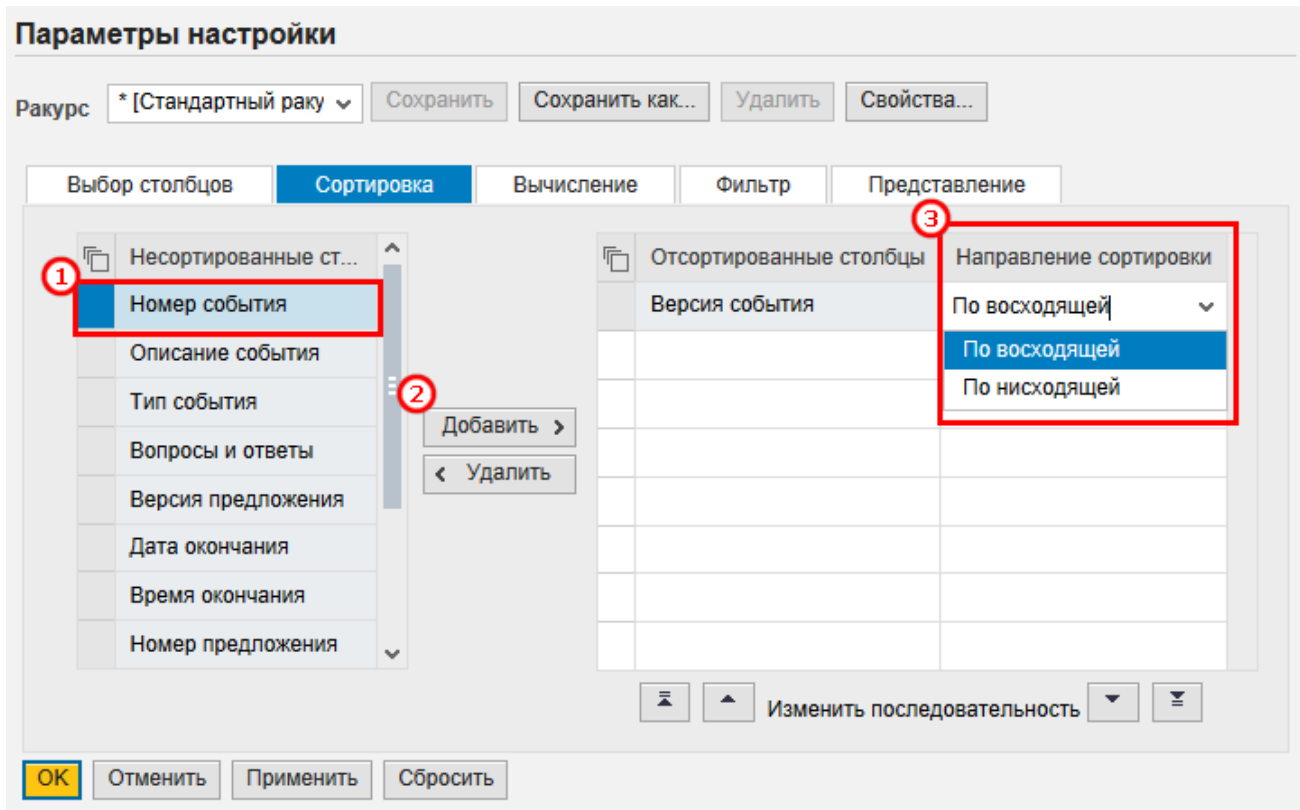 Параметры настройки
Ракурс * [Стандартный раку Сохранить Сохранить как... Удалить Свойства...
Выбор столбцов Сортировка Вычисление Фильтр Представление
3
Несортированные ст... Отсортированные столбцы Направление сортировки
1
Номер события Версия события По восходящей
Описание события По восходящей
По нисходящей
Тип события
2
Добавить
Вопросы и ответы
Удалить
Версия предложения
Дата окончания
Время окончания
Номер предложения
Изменить последовательность
OK Отменить Применить Сбросить